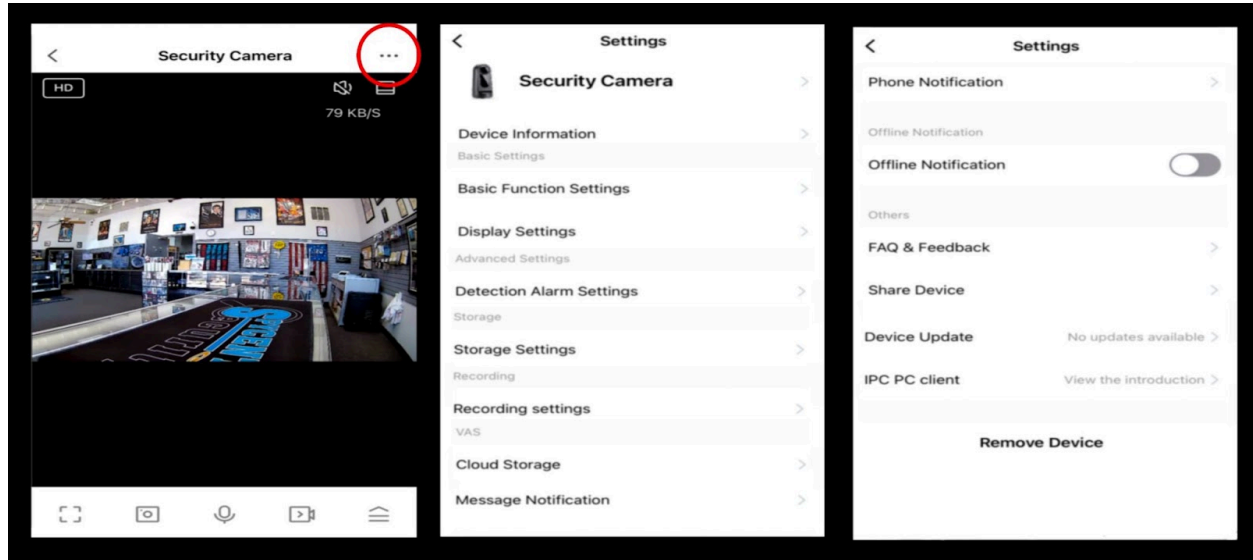 Security Camera
...
HD
79 KB/S
Settings
Security Camera
Device Information
Basic Settings
Basic Function Settings
Display Settings
Advanced Settings
Detection Alarm Settings
Storage
Storage Settings
Recording
Recording settings
VAS
Cloud Storage
Message Notification
Settings
Phone Notification
Offline Notification
Offline Notification
Others
FAQ & Feedback
Share Device
Device Update No updates available
IPC PC client View the introduction
Remove Device